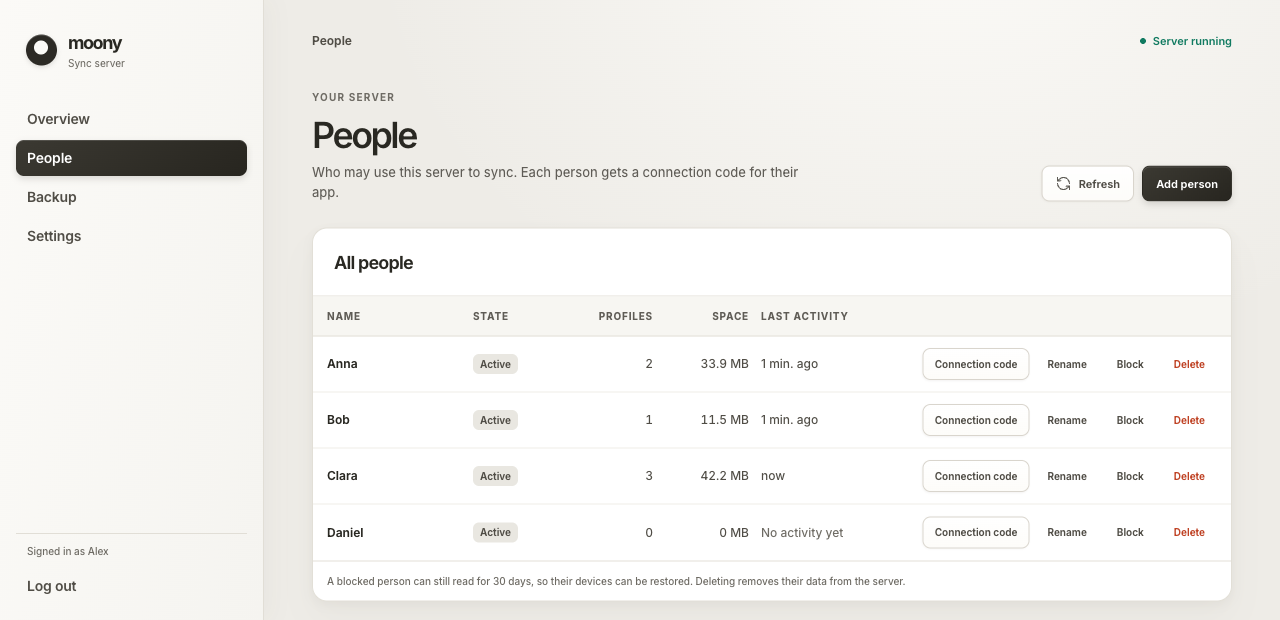 moony
Sync server
Overview
People
Backup
Settings
Signed in as Alex
Log out
People
Server running
YOUR SERVER
People
Who may use this server to sync. Each person gets a connection code for their
app.
Refresh
Add person
All people
NAME STATE PROFILES SPACE LAST ACTIVITY
Anna Active 2 33.9 MB 1 min. ago Connection code Rename Block Delete
Bob Active 1 11.5 MB 1 min. ago Connection code Rename Block Delete
Clara Active 3 42.2 MB now Connection code Rename Block Delete
Daniel Active 0 0 MB No activity yet Connection code Rename Block Delete
A blocked person can still read for 30 days, so their devices can be restored. Deleting removes their data from the server.